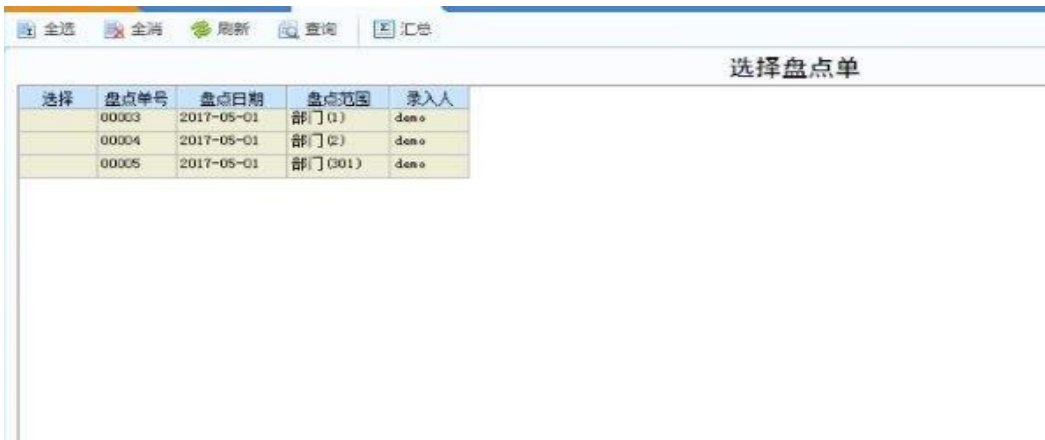 全选 全消 刷新 查询 汇总
选择盘点单
选择 盘点单号 盘点日期 盘点范围 录入人
00003 2017-05-01 部门(1) demo
00004 2017-05-01 部门(2) demo
00005 2017-05-01 部门(301) demo